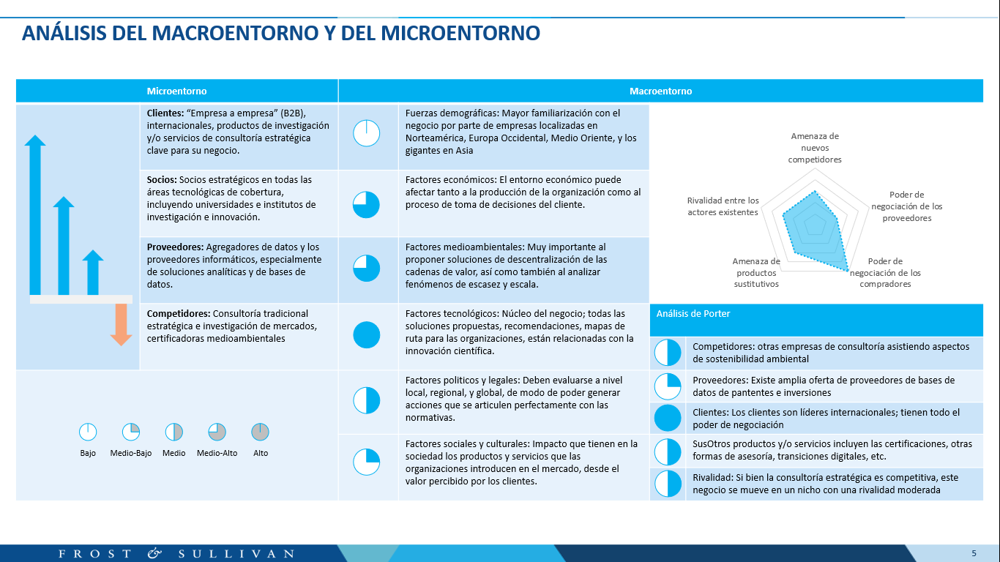 ANÁLISIS DEL MACROENTORNO Y DEL MICROENTORNO
Microentorno
Macroentorno
Clientes: “Empresa a empresa” (B2B),
internacionales, productos de investigación
y/o servicios de consultoría estratégica
clave para su negocio.
Socios: Socios estratégicos en todas las
áreas tecnológicas de cobertura,
incluyendo universidades e institutos de
investigación e innovación.
Proveedores: Agregadores de datos y los
proveedores informáticos, especialmente
de soluciones analíticas y de bases de
datos.
Competidores: Consultoría tradicional
estratégica e investigación de mercados,
certificadoras medioambientales
Bajo
Medio-Bajo
Medio
Medio-Alto
Alto
Fuerzas demográficas: Mayor familiarización con el
negocio por parte de empresas localizadas en
Norteamérica, Europa Occidental, Medio Oriente, y los
gigantes en Asia
Factores económicos: El entorno económico puede
afectar tanto a la producción de la organización como al
proceso de toma de decisiones del cliente.
Factores medioambientales: Muy importante al
proponer soluciones de descentralización de las
cadenas de valor, así como también al analizar
fenómenos de escasez y escala.
Factores tecnológicos: Núcleo del negocio; todas las
soluciones propuestas, recomendaciones, mapas de
ruta para las organizaciones, están relacionadas con la
innovación científica.
Factores politicos y legales: Deben evaluarse a nivel
local, regional, y global, de modo de poder generar
acciones que se articulen perfectamente con las
normativas.
Factores sociales y culturales: Impacto que tienen en la
sociedad los productos y servicios que las
organizaciones introducen en el mercado, desde el
valor percibido por los clientes.
Amenaza de
nuevos
competidores
Poder de
negociación de los
proveedores
Poder de
negociación de los
compradores
Amenaza de
productos
sustitutivos
Rivalidad entre los
actores existentes
Análisis de Porter
Competidores: otras empresas de consultoría asistiendo aspectos
de sostenibilidad ambiental
Proveedores: Existe amplia oferta de proveedores de bases de
datos de pantentes e inversiones
Clientes: Los clientes son líderes internacionales; tienen todo el
poder de negociación
SusOtros productos y/o servicios incluyen las certificaciones, otras
formas de asesoría, transiciones digitales, etc.
Rivalidad: Si bien la consultoría estratégica es competitiva, este
negocio se mueve en un nicho con una rivalidad moderada
FROST & SULLIVAN
5